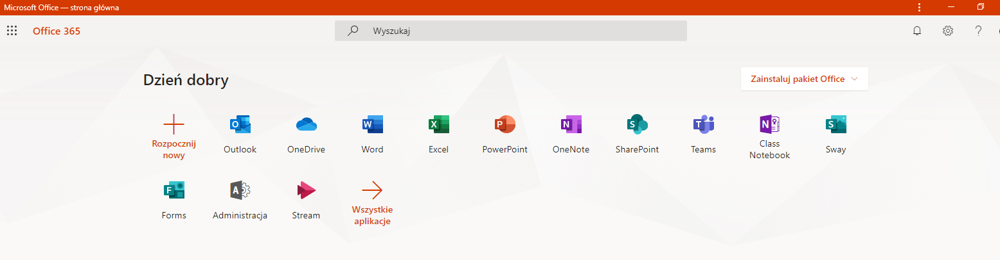 Microsoft Office — strona główna
Office 365
Wyszukaj
Dzień dobry
Zainstaluj pakiet Office
Rozpocznij
nowy
Outlook
OneDrive
Word
Excel
PowerPoint
OneNote
SharePoint
Teams
Class
Notebook
Sway
Forms
Administracja
Stream
Wszystkie
aplikacje